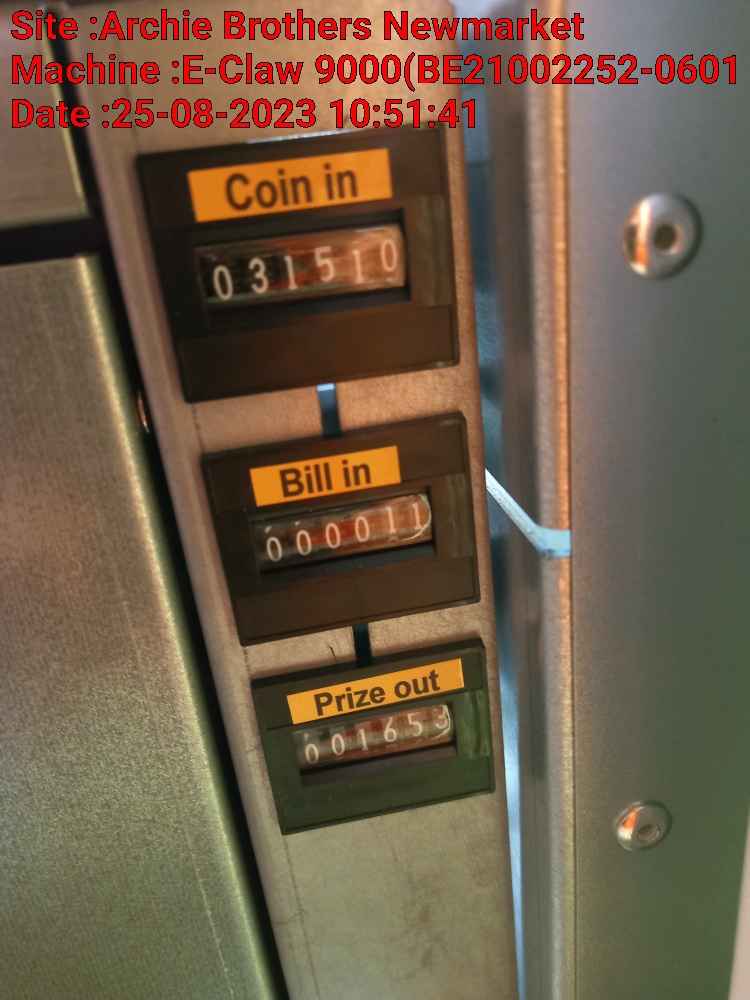 Site :Archie Brothers Newmarket
Machine :E-Claw 9000(BE21002252-0601
Date :25-08-2023 10:51:41
Coin in
031510
Bill in
000011
Prize out
001653